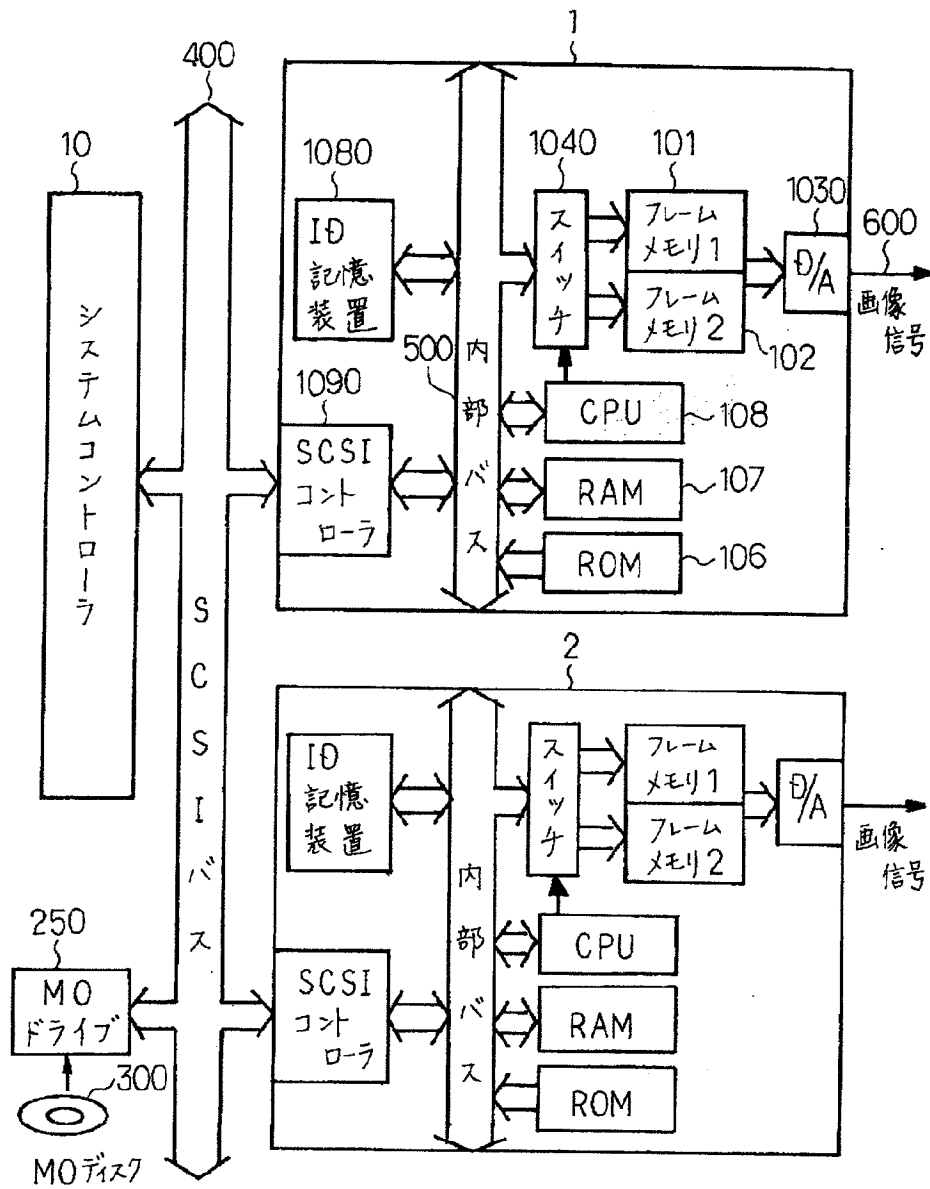 400
10
システムコントローラ
SCSIバス
250
MO
ドライブ
300
MOディスク
1
1080
ID
記憶
装置
1090
SCSI
コント
ローラ
500
内部バス
1040
スイッチ
101
フレーム
メモリ1
フレーム
メモリ2
102
1030
D/A
600
画像
信号
CPU
108
RAM
107
ROM
106
2
ID
記憶
装置
SCSI
コント
ローラ
内部バス
スイッチ
フレーム
メモリ1
フレーム
メモリ2
D/A
画像
信号
CPU
RAM
ROM